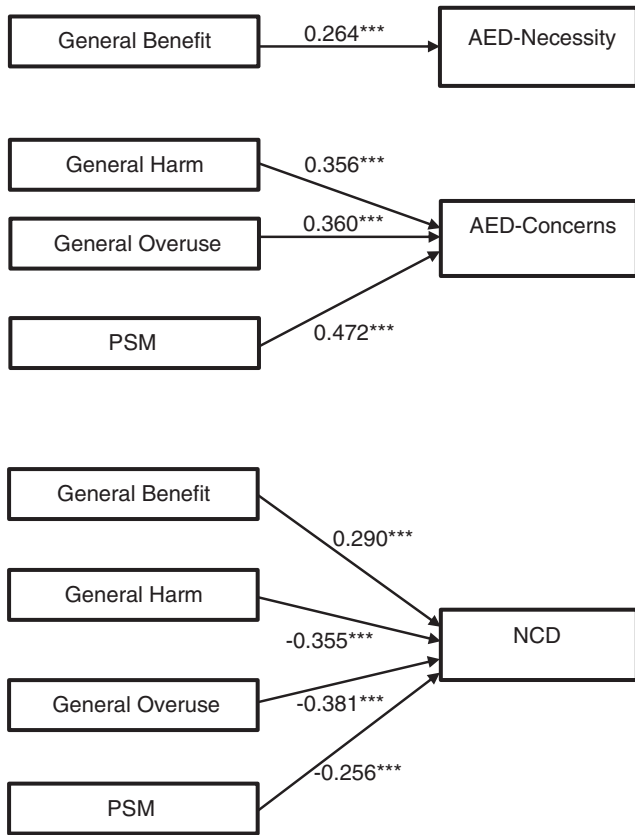 General Benefit
0.264***
AED-Necessity
General Harm
0.356***
General Overuse
0.360***
AED-Concerns
PSM
0.472***
General Benefit
0.290***
General Harm
-0.355***
NCD
General Overuse
-0.381***
PSM
-0.256***